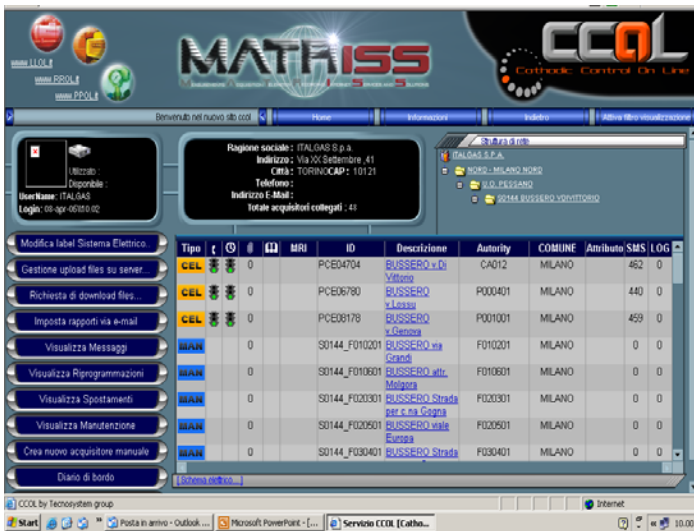 www.LLOL.it
www.RROL.it
www.PPOL.it
MATRISS
CCOL
Cathodic Control On Line
Benvenuto nel nuovo sito ccol
Home
Informazioni
Indietro
Attiva filtro visualizzazione
Utilizzato :
Disponibile :
UserName: ITALGAS
Ragione sociale: ITALGAS S.p.a.
Indirizzo: Via XX Settembre ,41
Città: TORINO CAP: 10121
Telefono:
Indirizzo E-Mail:
Totale acquisitori collegati : 48
Struttura di rete
ITALGAS S.P.A.
NORD - MILANO NORD
U.O. PESSANO
S0144 BUSSERO VDIVITTORIO
Modifica label Sistema Elettrico..
Gestione upload files su server...
Richiesta di download files...
Imposta rapporti via e-mail
Visualizza Messaggi
Visualizza Riprogrammazioni
Visualizza Spostamenti
Visualizza Manutenzione
Crea nuovo acquisitore manuale
Diario di bordo
Tipo MRI ID Descrizione Autority COMUNE Attributo SMS LOG
CEL 0 PCE04704 BUSSERO v.Di Vittorio CA012 MILANO 462 0
CEL 0 PCE06780 BUSSERO v.Lossu P000401 MILANO 440 0
CEL 0 PCE08178 BUSSERO v.Genova P001001 MILANO 459 0
MAN 0 S0144_F010201 BUSSERO via Grandi F010201 MILANO 0 0
MAN 0 S0144_F010601 BUSSERO attr. Molgora F010601 MILANO 0 0
MAN 0 S0144_F020301 BUSSERO Strada per c.na Gogna F020301 MILANO 0 0
MAN 0 S0144_F020501 BUSSERO viale Europa F020501 MILANO 0 0
MAN 0 S0144_F030401 BUSSERO Strada F030401 MILANO 0 0
[Schema elettrico...]
CCOL by Tecnosystem group
Internet
Start
Posta in arrivo - Outlook ...
Microsoft PowerPoint - [...
Servizio CCOL [Catho...
10.00